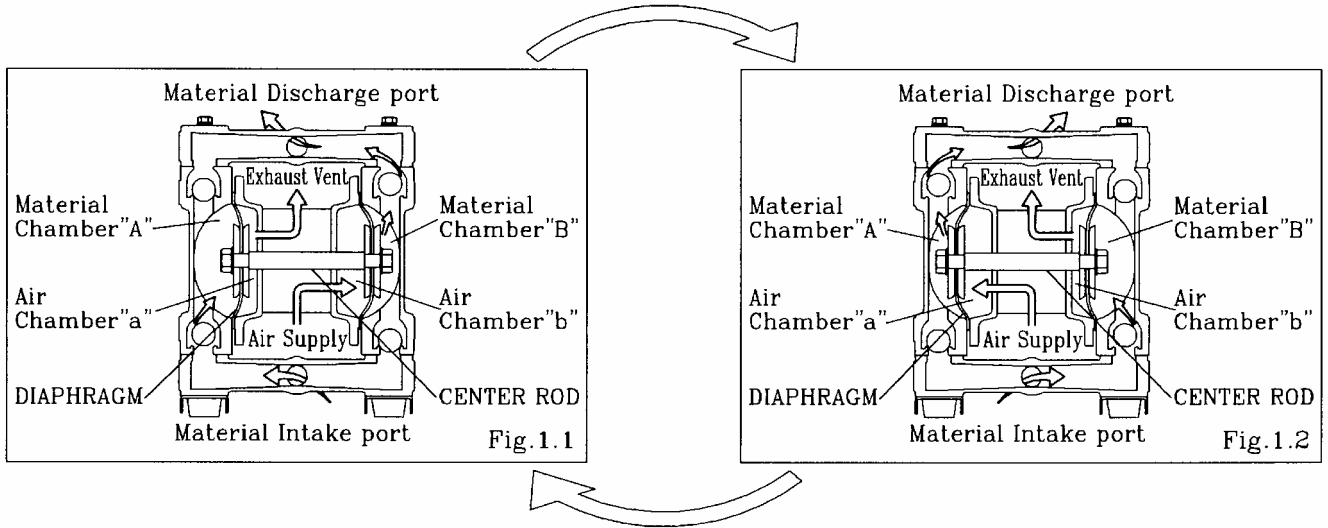 Material Discharge port
Exhaust Vent
Material
Chamber"A"
Material
Chamber"B"
Air
Chamber"a"
Air
Chamber"b"
Air Supply
DIAPHRAGM
CENTER ROD
Material Intake port
Fig.1.1
Material Discharge port
Exhaust Vent
Material
Chamber"A"
Material
Chamber"B"
Air
Chamber"a"
Air
Chamber"b"
Air Supply
DIAPHRAGM
CENTER ROD
Material Intake port
Fig.1.2